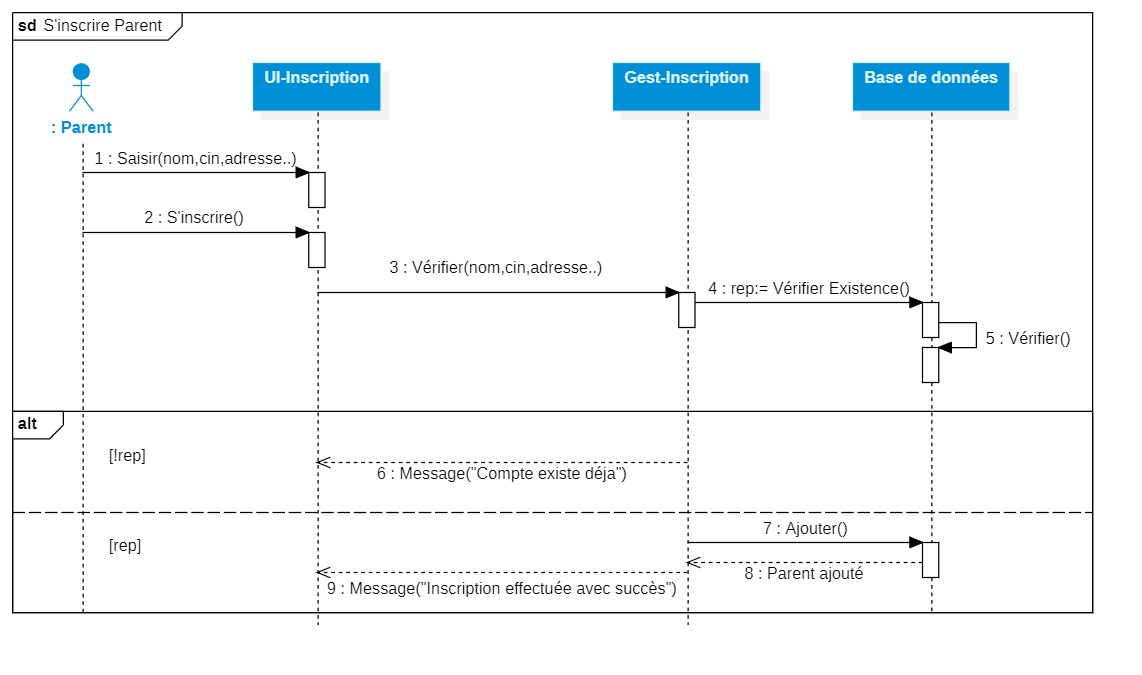 sd S'inscrire Parent
UI-Inscription
Gest-Inscription
Base de données
: Parent
1 : Saisir(nom,cin,adresse..)
2 : S'inscrire()
3 : Vérifier(nom,cin,adresse..)
4 : rep:= Vérifier Existence()
5 : Vérifier()
alt
[!rep]
6 : Message("Compte existe déja")
7 : Ajouter()
[rep]
8 : Parent ajouté
9 : Message("Inscription effectuée avec succès")